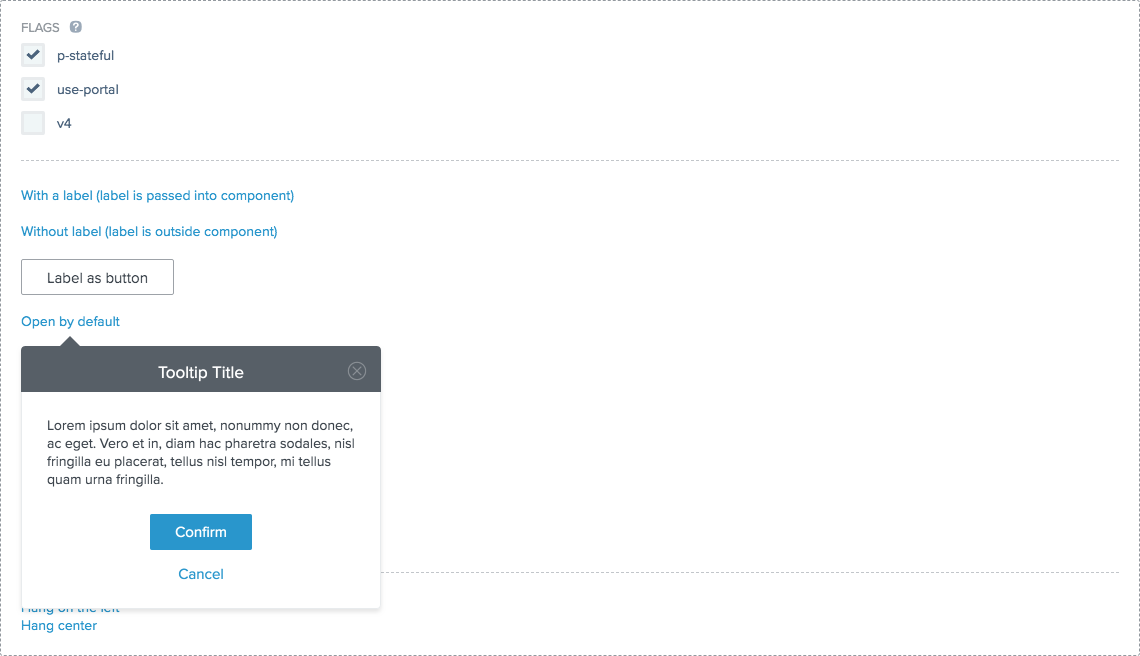 FLAGS ?
p-stateful
use-portal
v4
With a label (label is passed into component)
Without label (label is outside component)
Label as button
Open by default
Tooltip Title
Lorem ipsum dolor sit amet, nonummy non donec,
ac eget. Vero et in, diam hac pharetra sodales, nisl
fringilla eu placerat, tellus nisl tempor, mi tellus
quam urna fringilla.
Confirm
Cancel
Hang on the left
Hang center